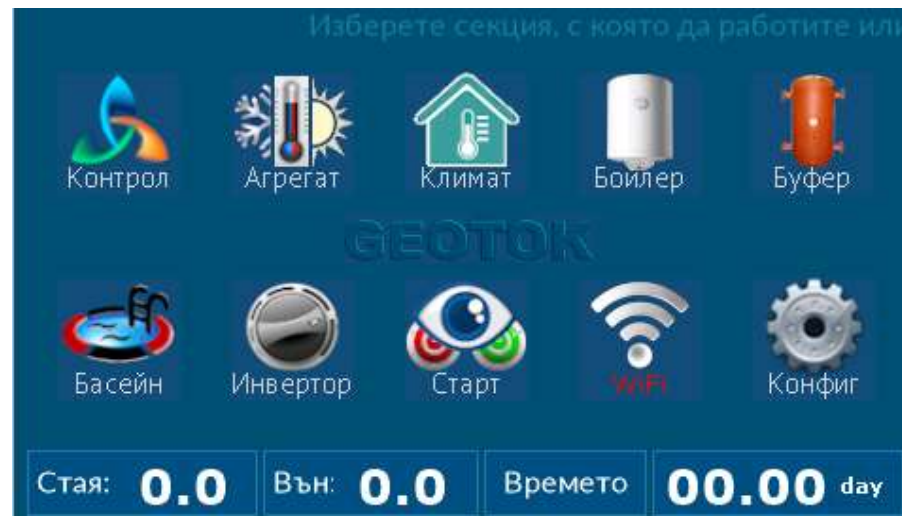 Изберете секция, с която да работите или
Контрол Агрегат Климат Бойлер Буфер
GEOTOK
Басейн Инвертор Старт WiFi Конфиг
Стая: 0.0 Вън: 0.0 Времето 00.00 day